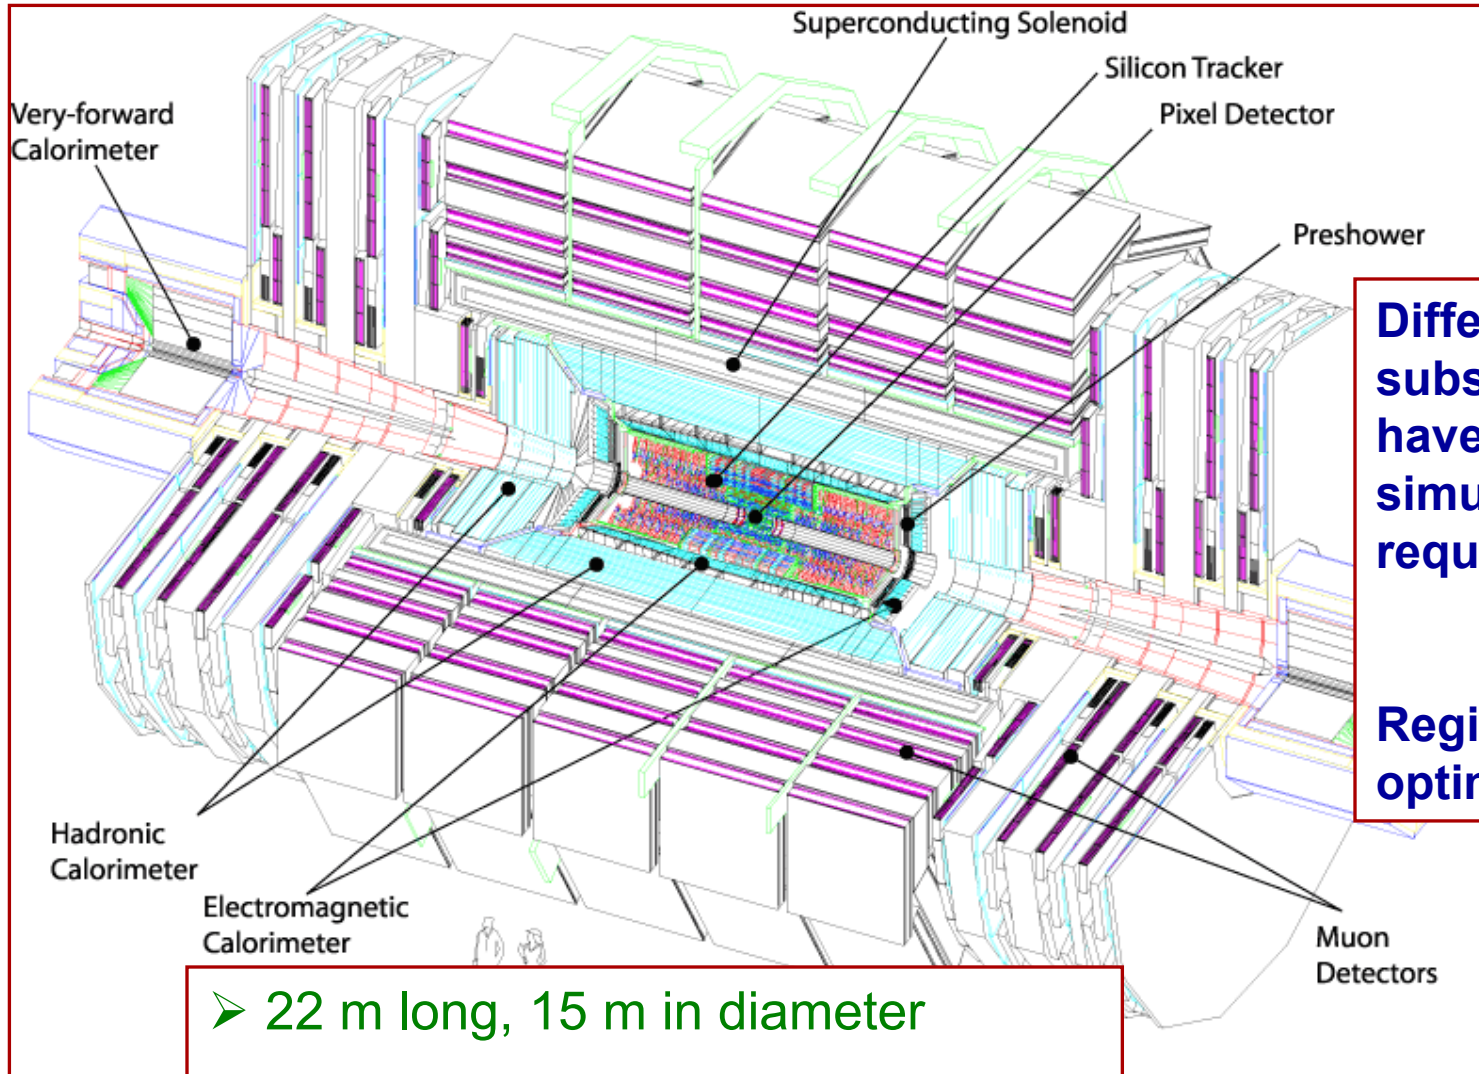 Superconducting Solenoid
Silicon Tracker
Pixel Detector
Very-forward
Calorimeter
Preshower
have
Hadronic
Calorimeter
Electromagnetic
Calorimeter
Muon
Detectors
➢ 22 m long, 15 m in diameter